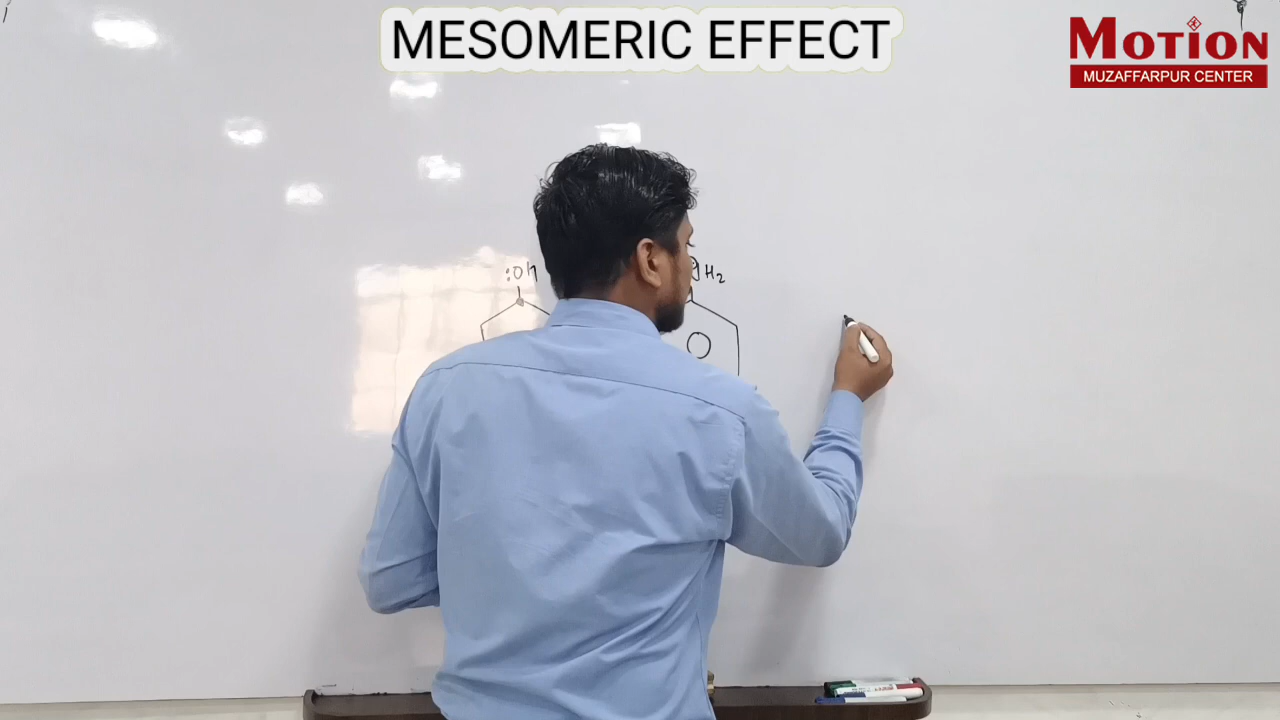 MESOMERIC EFFECT
MOTION
MUZAFFARPUR CENTER
:OH
H2